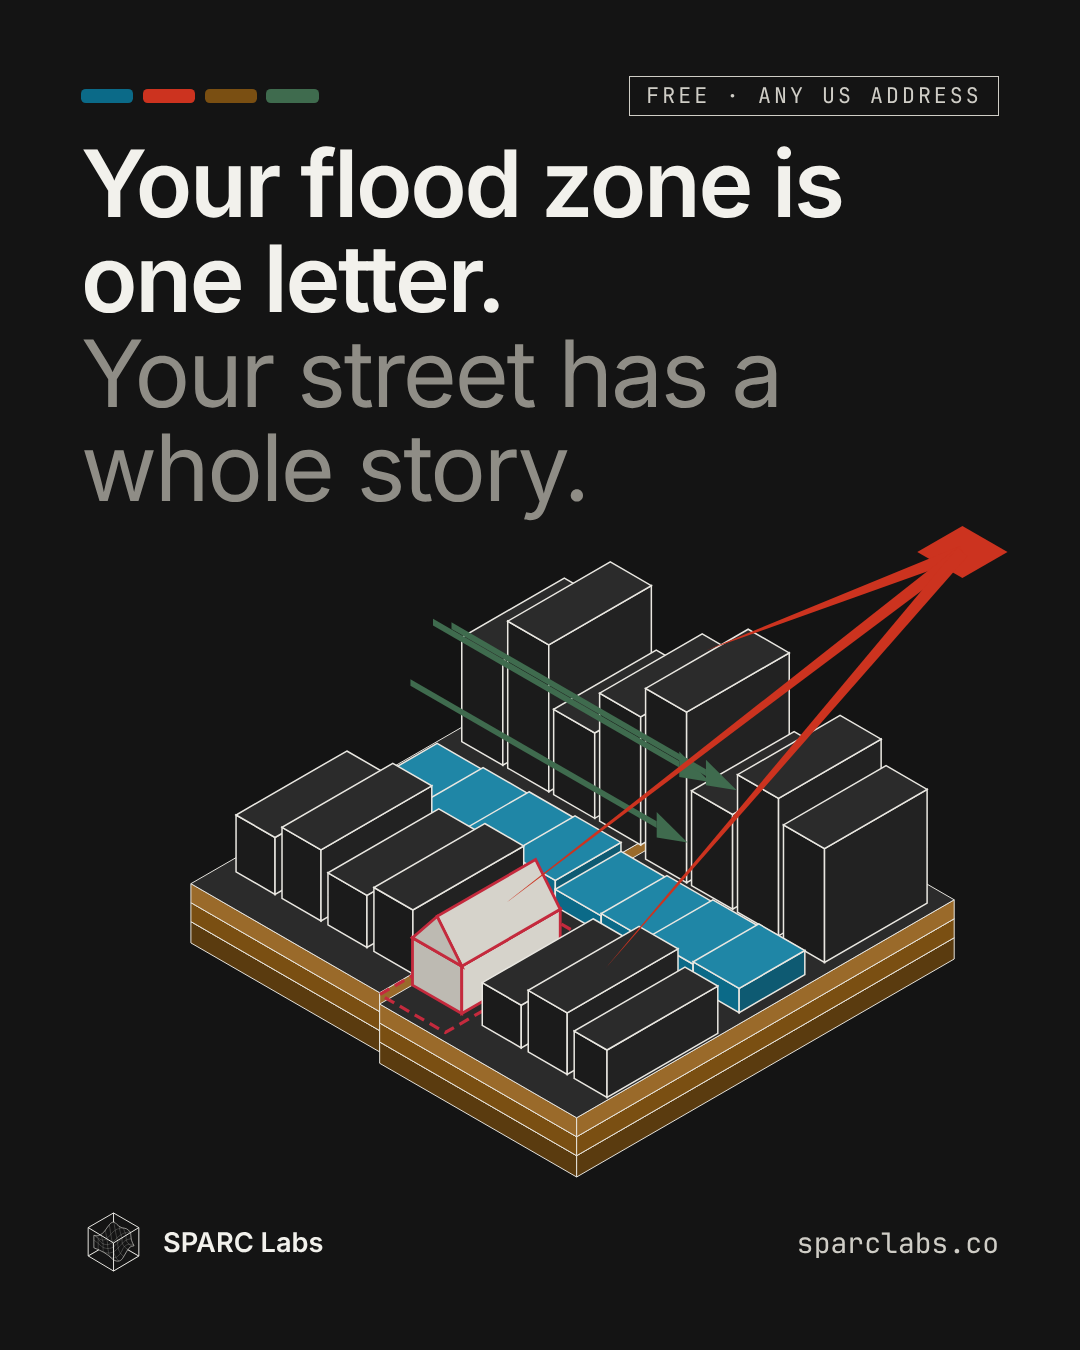 FREE · ANY US ADDRESS
Your flood zone is
one letter.
Your street has a
whole story.
SPARC Labs
sparclabs.co